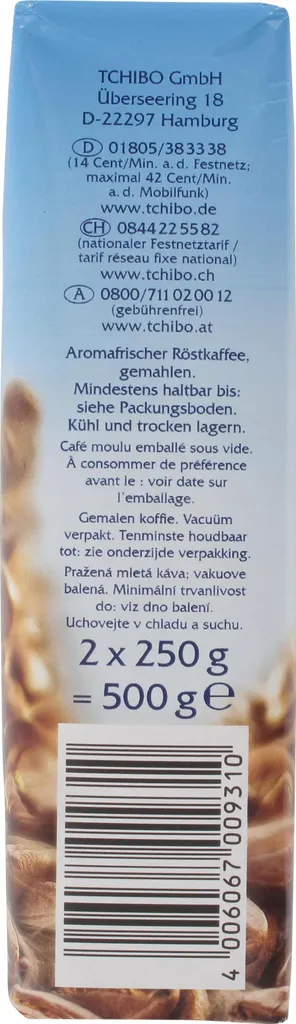 TCHIBO GmbH
Überseering 18
D-22297 Hamburg
D 01805/383338
(14 Cent/Min. a. d. Festnetz;
maximal 42 Cent/Min.
a. d. Mobilfunk)
www.tchibo.de
CH 0844225582
(nationaler Festnetztarif /
tarif réseau fixe national)
www.tchibo.ch
A 0800/711 020012
(gebührenfrei)
www.tchibo.at
Aromafrischer Röstkaffee,
gemahlen.
Mindestens haltbar bis:
siehe Packungsboden.
Kühl und trocken lagern.
Café moulu emballé sous vide.
À consommer de préférence
avant le : voir date sur
l'emballage.
Gemalen koffie. Vacuüm
verpakt. Tenminste houdbaar
tot: zie onderzijde verpakking.
Pražená mletá káva; vakuove
balená. Minimální trvanlivost
do: viz dno balení.
Uchovejte v chladu a suchu.
2 x 250 g
= 500 g ℮
4 006067 009310